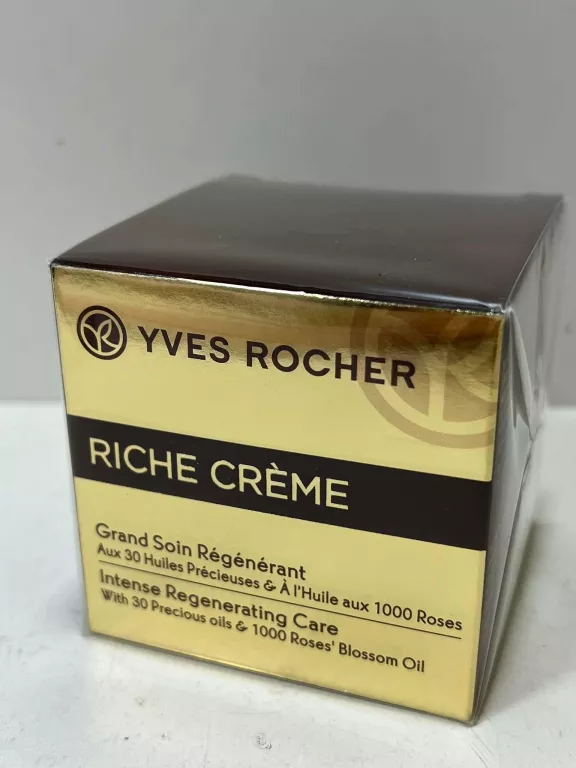 YVES ROCHER
RICHE CRÈME
Grand Soin Régénérant
Aux 30 Huiles Précieuses & À l'Huile aux 1000 Roses
Intense Regenerating Care
With 30 Precious oils & 1000 Roses' Blossom Oil